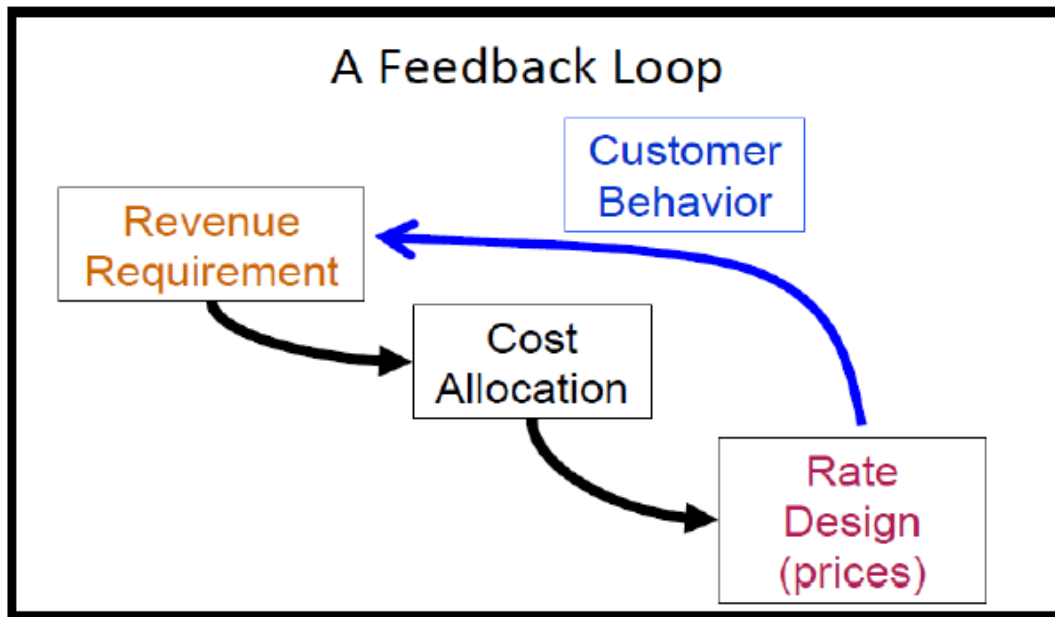 A Feedback Loop
Customer
Behavior
Revenue
Requirement
Cost
Allocation
Rate
Design
(prices)